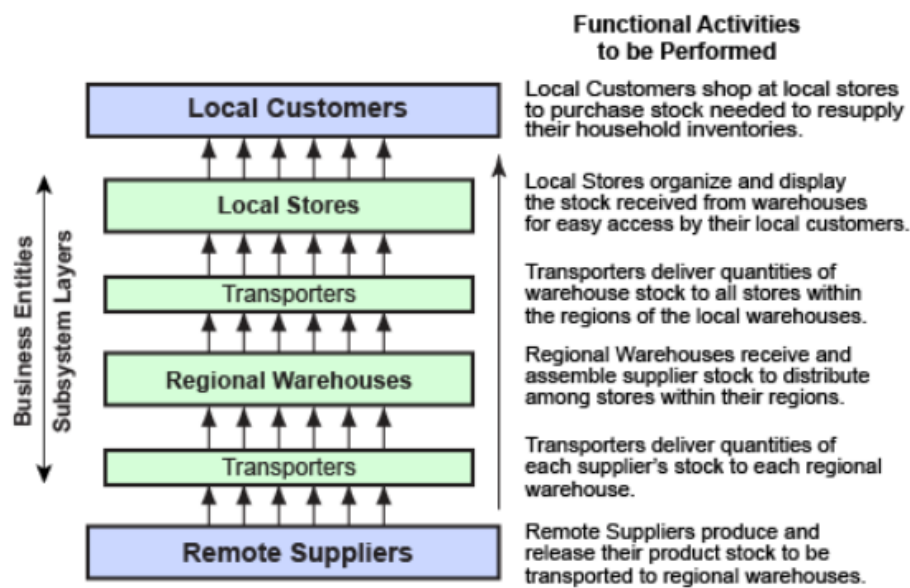 Functional Activities
to be Performed
Local Customers
Local Customers shop at local stores
to purchase stock needed to resupply
their household inventories.
Business Entities
Subsystem Layers
Local Stores
Local Stores organize and display
the stock received from warehouses
for easy access by their local customers.
Transporters
Transporters deliver quantities of
warehouse stock to all stores within
the regions of the local warehouses.
Regional Warehouses
Regional Warehouses receive and
assemble supplier stock to distribute
among stores within their regions.
Transporters
Transporters deliver quantities of
each supplier's stock to each regional
warehouse.
Remote Suppliers
Remote Suppliers produce and
release their product stock to be
transported to regional warehouses.